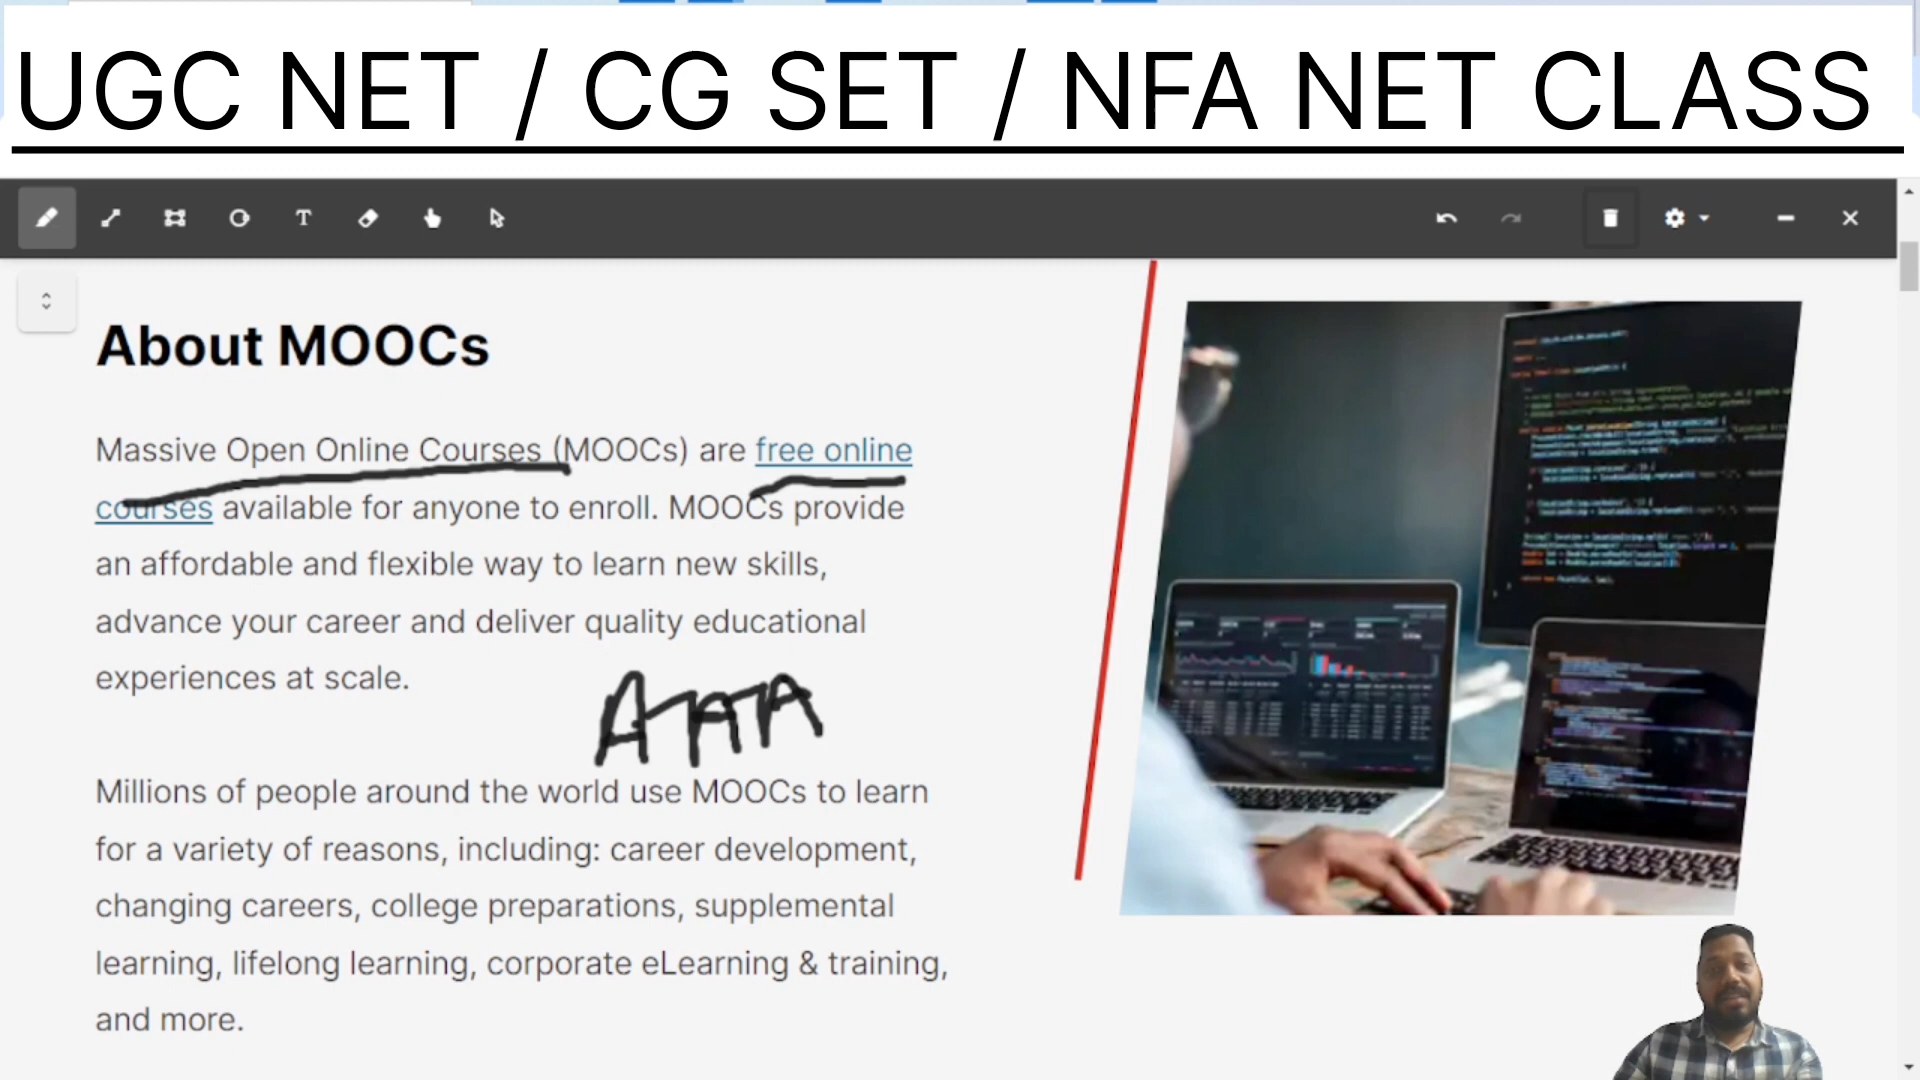 UGC NET / CG SET / NFA NET CLASS
T
About MOOCs
Massive Open Online Courses (MOOCs) are free online
courses available for anyone to enroll. MOOCs provide
an affordable and flexible way to learn new skills,
advance your career and deliver quality educational
experiences at scale.
Millions of people around the world use MOOCs to learn
for a variety of reasons, including: career development,
changing careers, college preparations, supplemental
learning, lifelong learning, corporate eLearning & training,
and more.